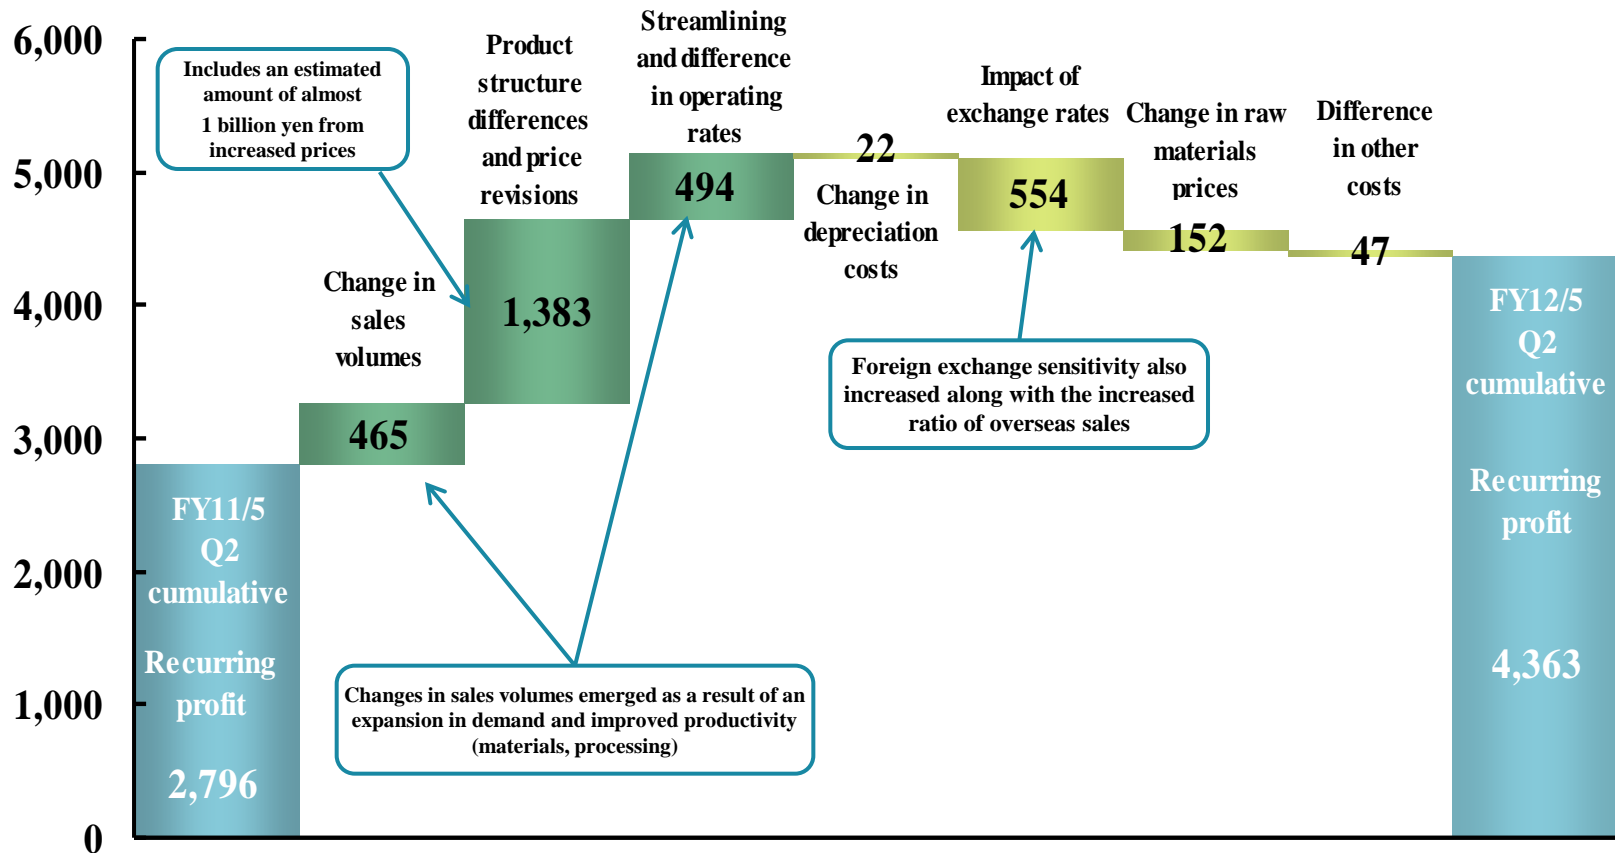 6,000
5,000
4,000
3,000
2,000
1,000
0
Includes an estimated
amount of almost
1 billion yen from
increased prices
Product
structure
differences
and price
revisions
Streamlining
and difference
in operating
rates
Impact of
exchange rates
Change in raw
materials
prices
Difference
in other
costs
Change in
sales
volumes
465
1,383
494
22
Change in
depreciation
costs
554
152
47
Foreign exchange sensitivity also
increased along with the increased
ratio of overseas sales
Changes in sales volumes emerged as a result of an
expansion in demand and improved productivity
(materials, processing)
FY11/5
Q2
cumulative
Recurring
profit
2,796
FY12/5
Q2
cumulative
Recurring
profit
4,363